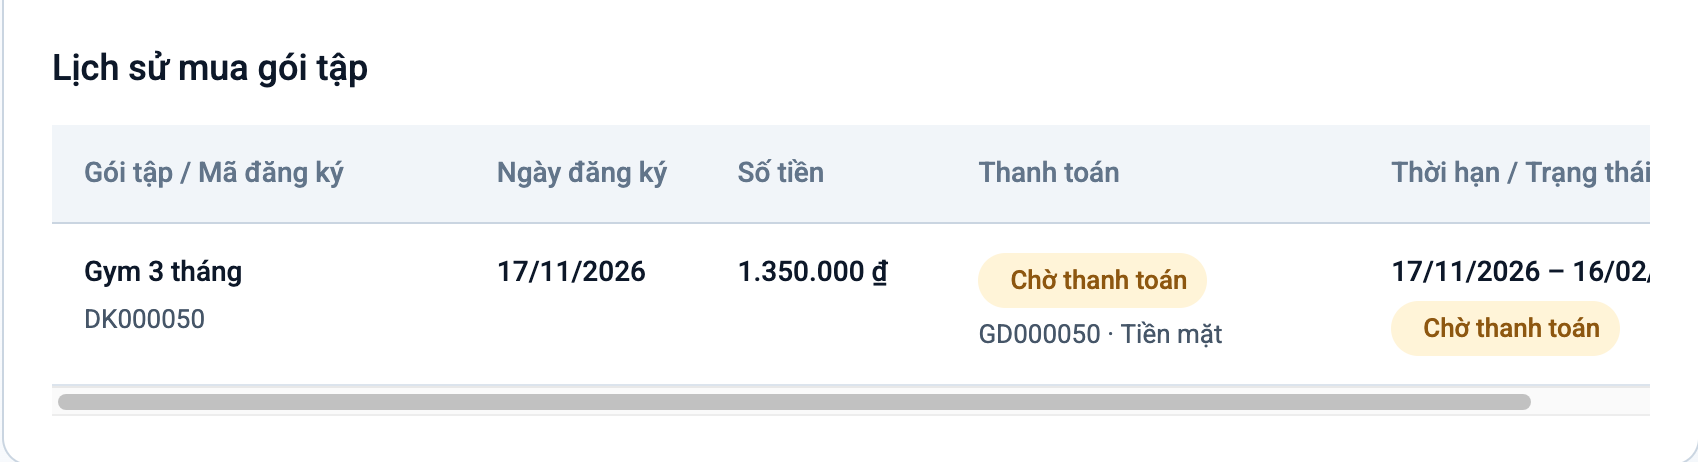 Lịch sử mua gói tập
Gói tập / Mã đăng ký Ngày đăng ký Số tiền Thanh toán Thời hạn / Trạng thái
Gym 3 tháng 17/11/2026 1.350.000 ₫ Chờ thanh toán 17/11/2026 – 16/02/
DK000050 GD000050 · Tiền mặt Chờ thanh toán